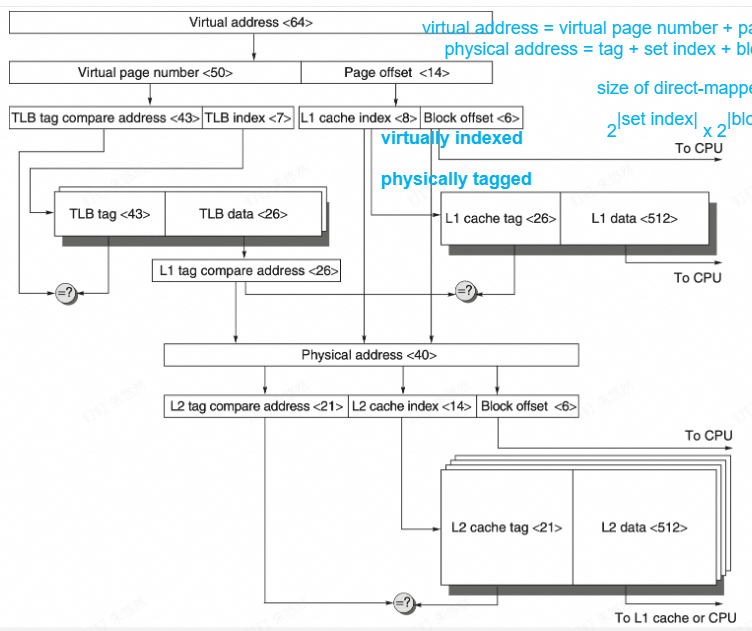 Virtual address <64>
virtual address = virtual page number + pa
physical address = tag + set index + blo
Virtual page number <50>
Page offset <14>
size of direct-mappe
TLB tag compare address <43>
TLB index <7>
L1 cache index <8>
Block offset <6>
2|set index| x 2|blo
virtually indexed
To CPU
physically tagged
TLB tag <43>
TLB data <26>
L1 cache tag <26>
L1 data <512>
L1 tag compare address <26>
To CPU
=?
=?
Physical address <40>
L2 tag compare address <21>
L2 cache index <14>
Block offset <6>
To CPU
L2 cache tag <21>
L2 data <512>
=?
To L1 cache or CPU